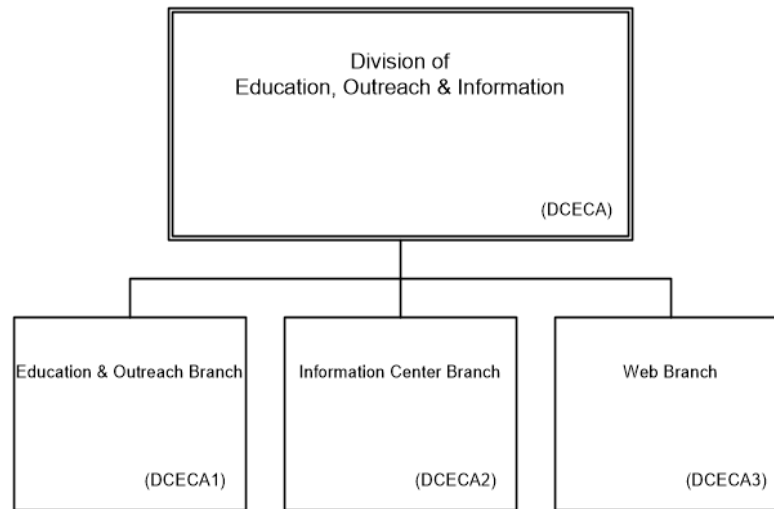 Division of
Education, Outreach & Information
(DCECA)
Education & Outreach Branch
(DCECA1)
Information Center Branch
(DCECA2)
Web Branch
(DCECA3)